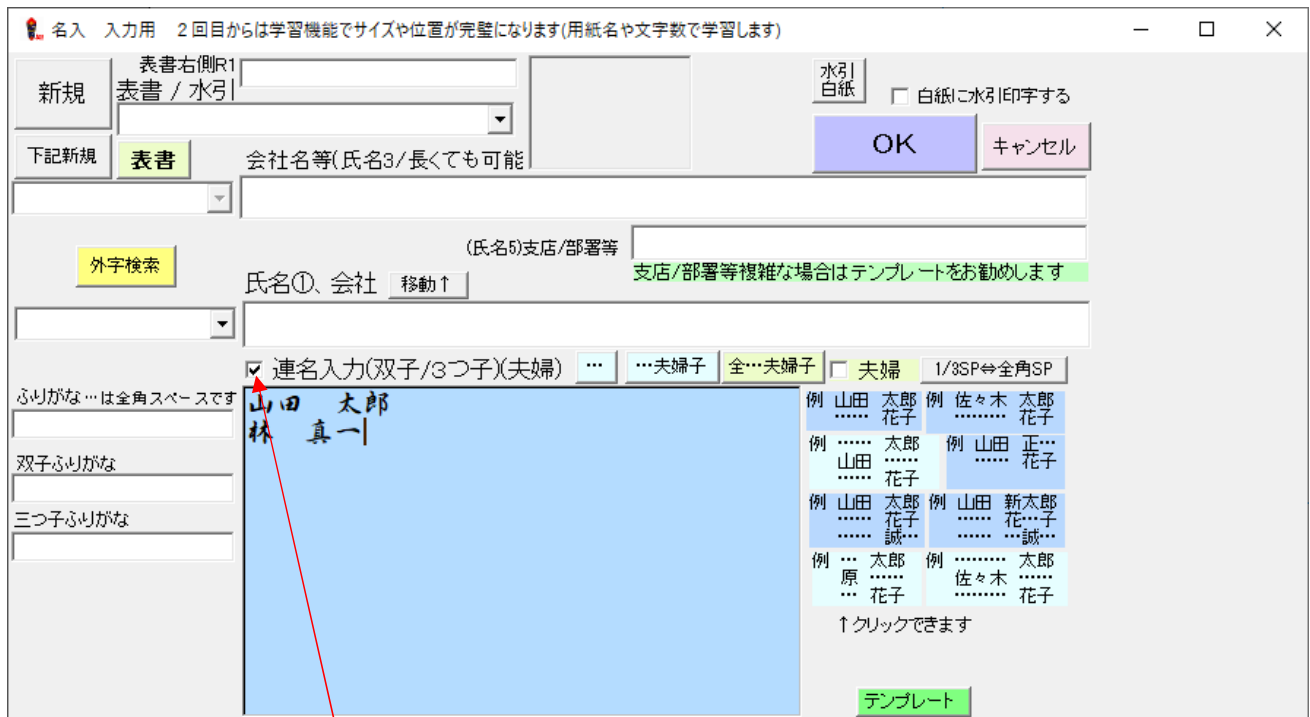 名入 入力用 2回目からは学習機能でサイズや位置が完璧になります(用紙名や文字数で学習します)
新規
表書右側R1
表書 / 水引
水引
白紙
白紙に水引印字する
OK
キャンセル
下記新規
表書
会社名等(氏名3/長くても可能
(氏名5)支店/部署等
支店/部署等複雑な場合はテンプレートをお勧めします
外字検索
氏名①、会社
移動↑
連名入力(双子/3つ子)(夫婦)
…
…夫婦子
全…夫婦子
夫婦
1/3SP⇔全角SP
ふりがな…は全角スペースです
双子ふりがな
三つ子ふりがな
山田 太郎
林 真一
例 山田 太郎
…… 花子
例 佐々木 太郎
……… 花子
例 …… 太郎
山田 ……
…… 花子
例 山田 正…
…… 花子
例 山田 太郎
…… 花子
…… 誠…
例 山田 新太郎
…… 花…子
…… …誠…
例 … 太郎
原 ……
… 花子
例 ……… 太郎
佐々木 ……
……… 花子
↑クリックできます
テンプレート